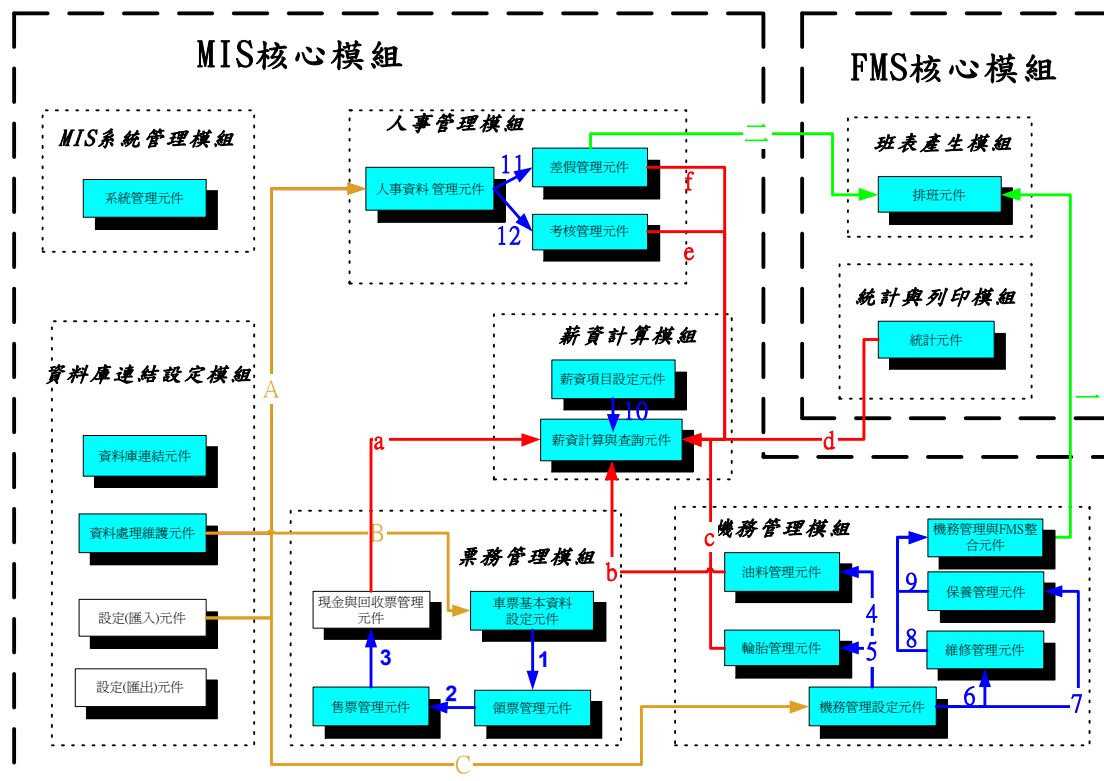 MIS核心模組
FMS核心模組
MIS系統管理模組
系統管理元件
人事管理模組
人事資料管理元件
11
12
差假管理元件
考核管理元件
f
e
二
班表產生模組
排班元件
統計與列印模組
統計元件
一
資料庫連結設定模組
資料庫連結元件
資料處理維護元件
設定(匯入)元件
設定(匯出)元件
A
B
C
薪資計算模組
薪資項目設定元件
10
薪資計算與查詢元件
a
b
c
d
票務管理模組
現金與回收票管理
元件
車票基本資料
設定元件
1
2
3
售票管理元件
領票管理元件
機務管理模組
油料管理元件
輪胎管理元件
機務管理設定元件
機務管理與FMS整
合元件
保養管理元件
維修管理元件
4
5
6
7
8
9